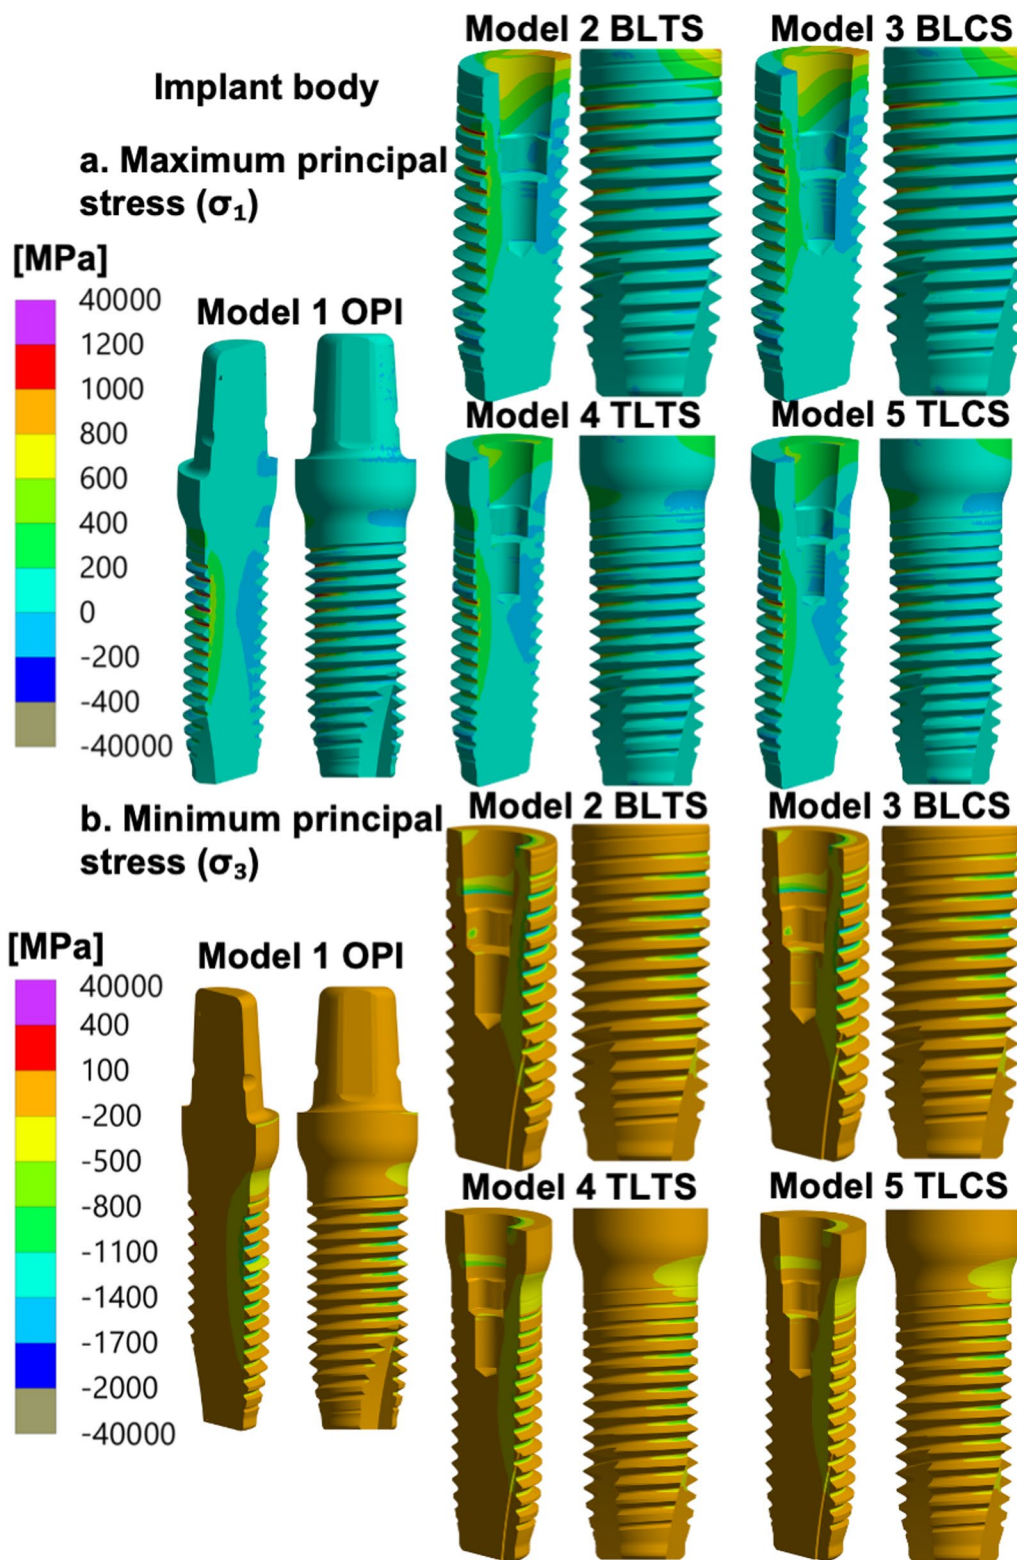 Model 2 BLTS
Model 3 BLCS
Implant body
a. Maximum principal
stress (σ₁)
[MPa]
40000
1200
1000
800
600
400
200
0
-200
-400
-40000
Model 1 OPI
Model 4 TLTS
Model 5 TLCS
b. Minimum principal
stress (σ₃)
Model 2 BLTS
Model 3 BLCS
[MPa]
40000
400
100
-200
-500
-800
-1100
-1400
-1700
-2000
-40000
Model 1 OPI
Model 4 TLTS
Model 5 TLCS